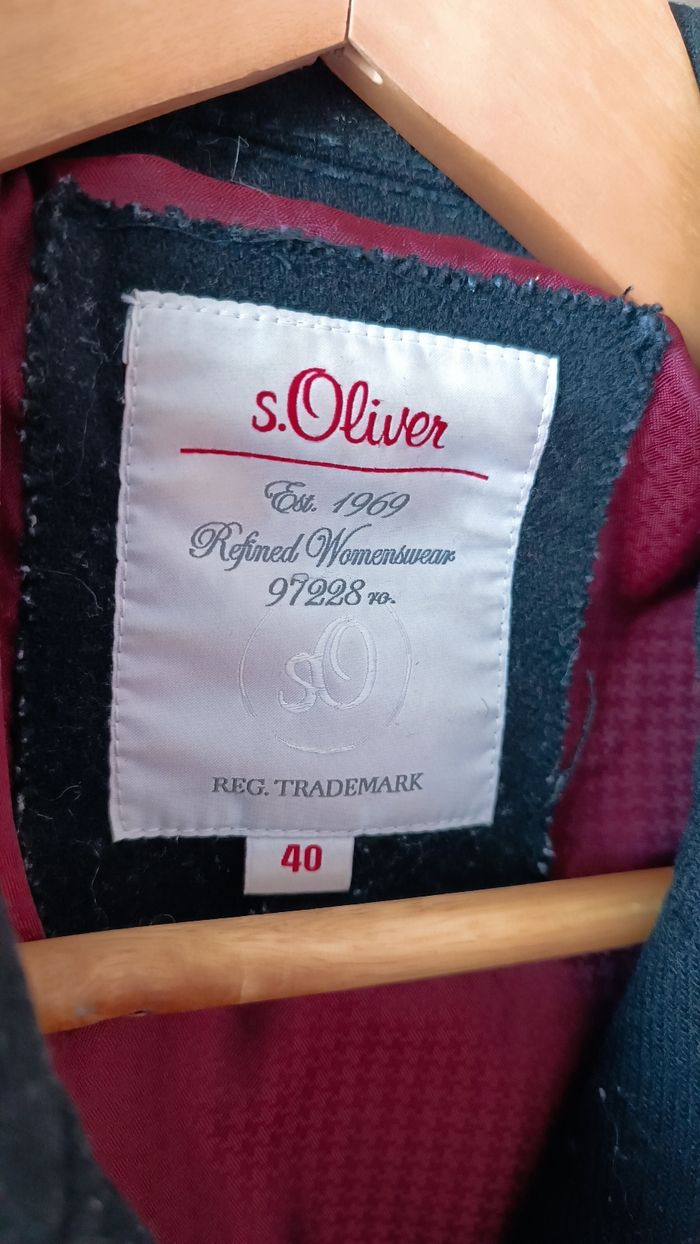 s.Oliver
Est. 1969
Refined Womenswear
97228 ro.
sO
REG. TRADEMARK
40